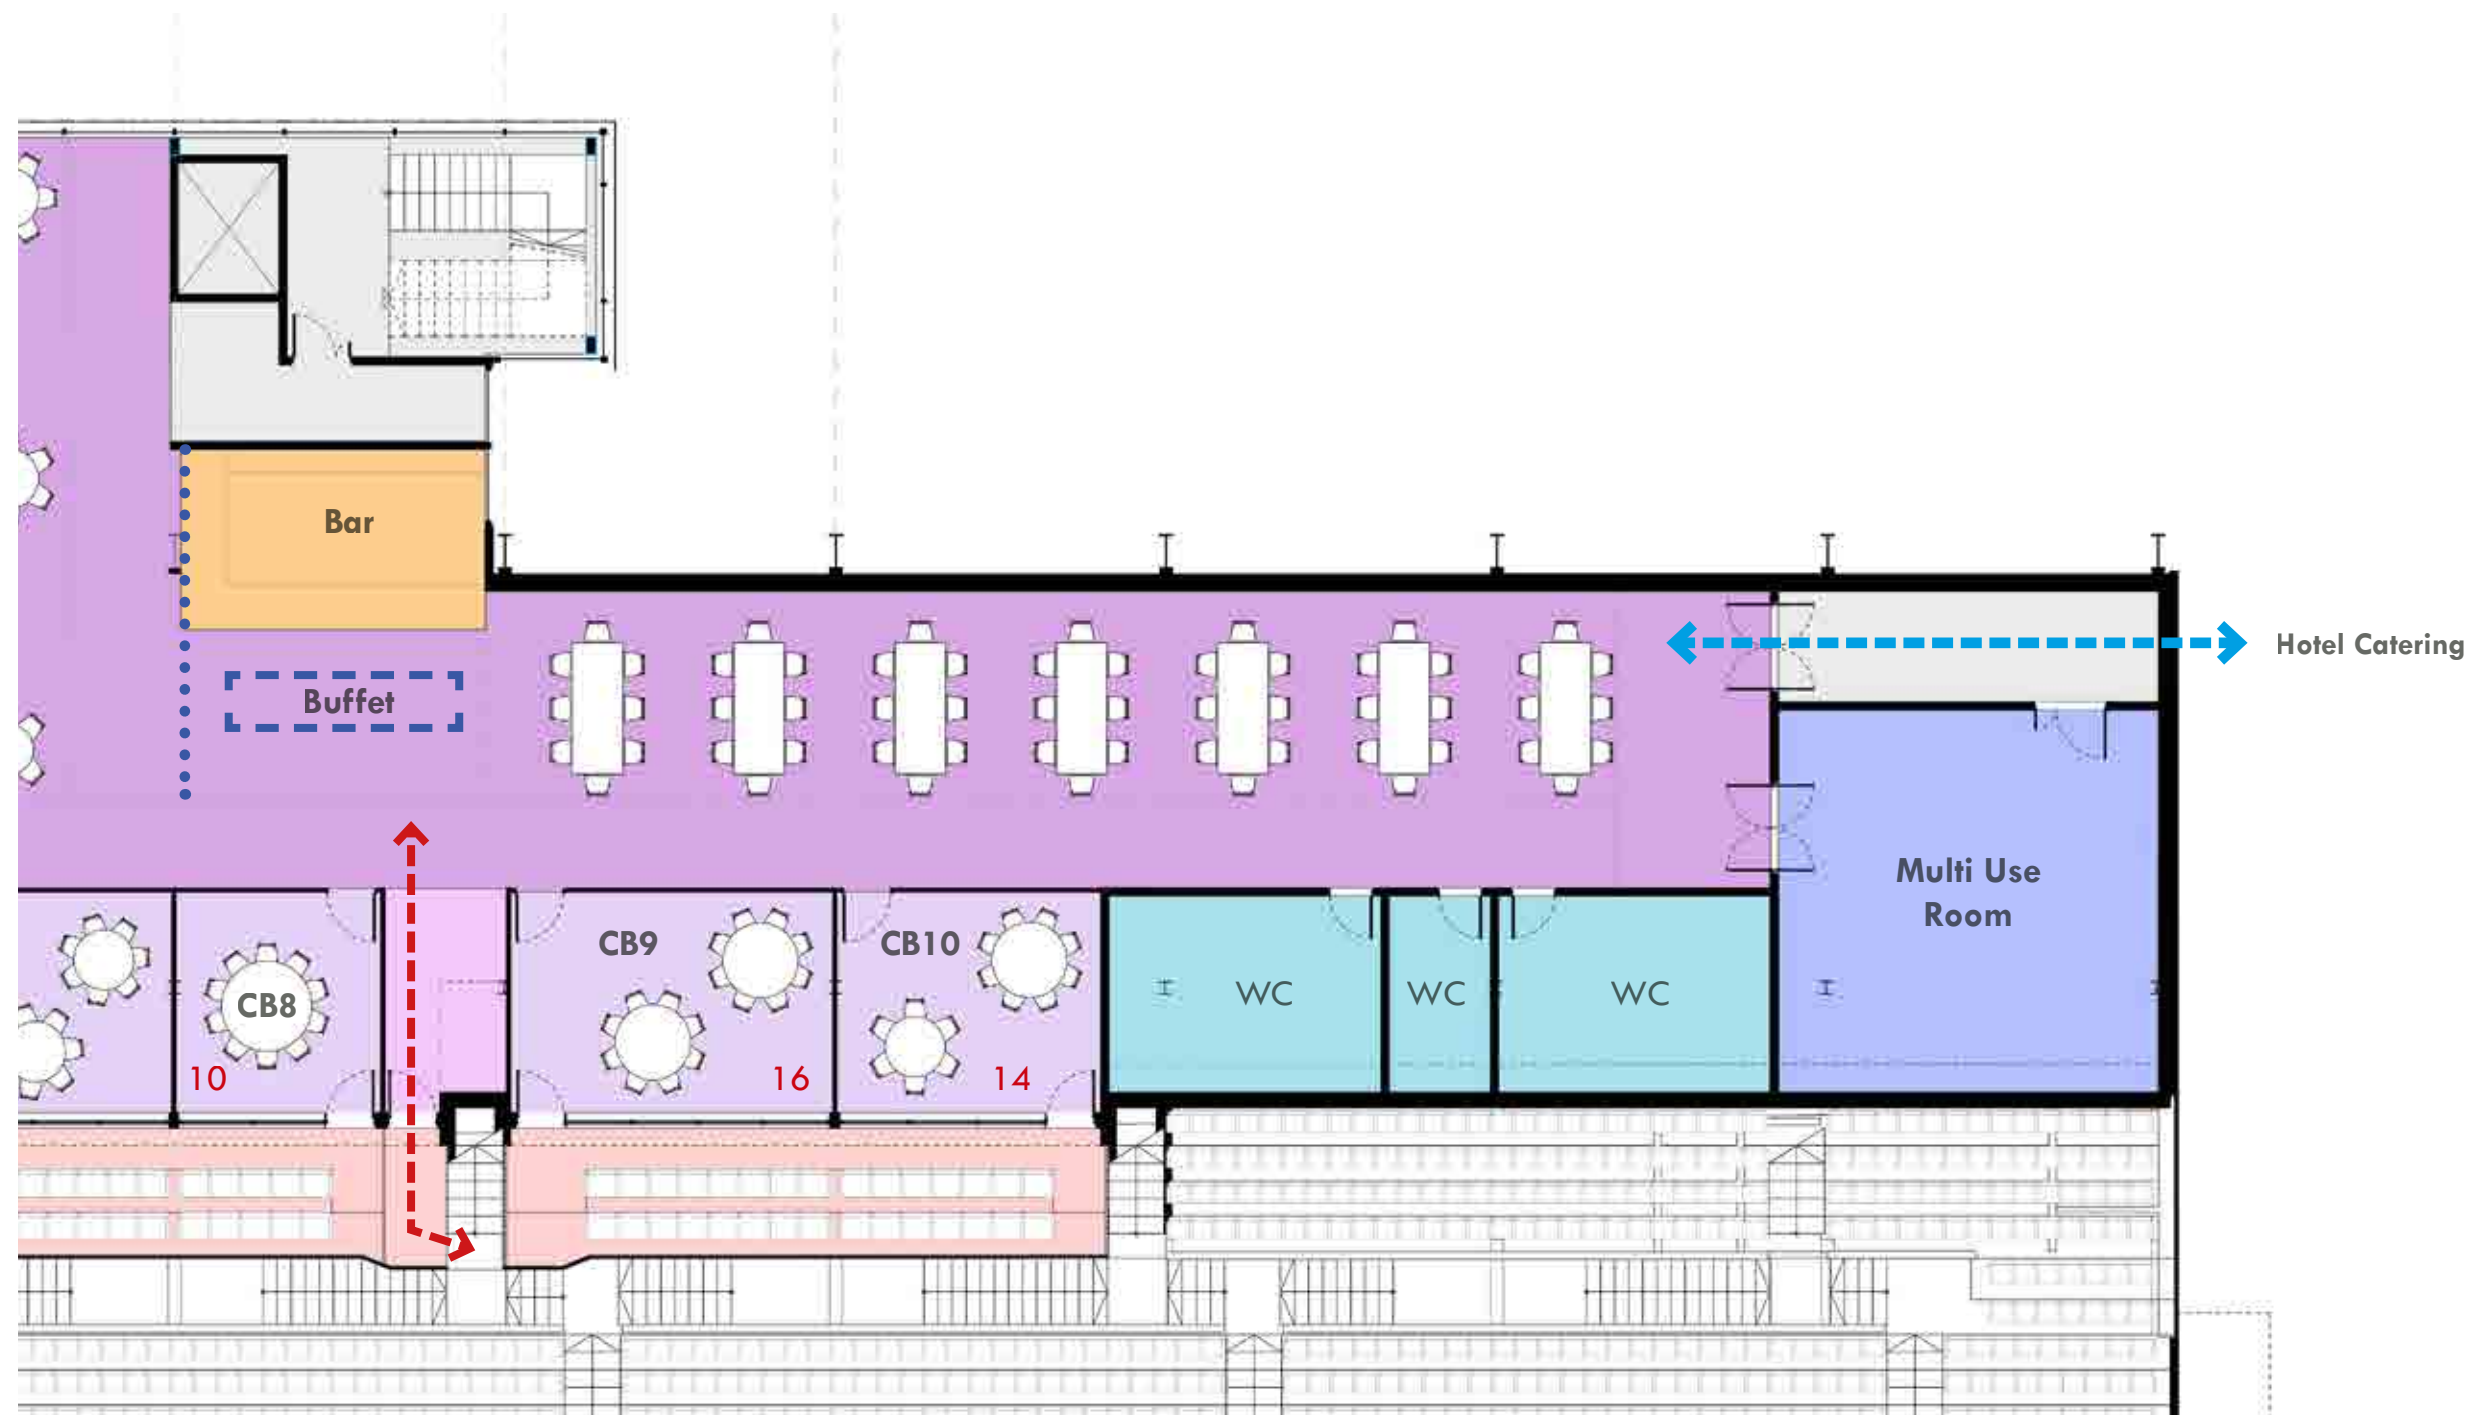 Bar
Hotel Catering
Buffet
Multi Use
Room
CB9
CB10
CB8
WC
WC
WC
10
16
14